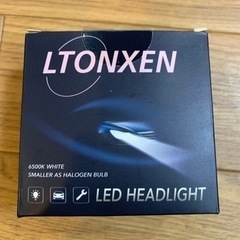 LTONXEN
6500K WHITE
SMALLER AS HALOGEN BULB
LED HEADLIGHT